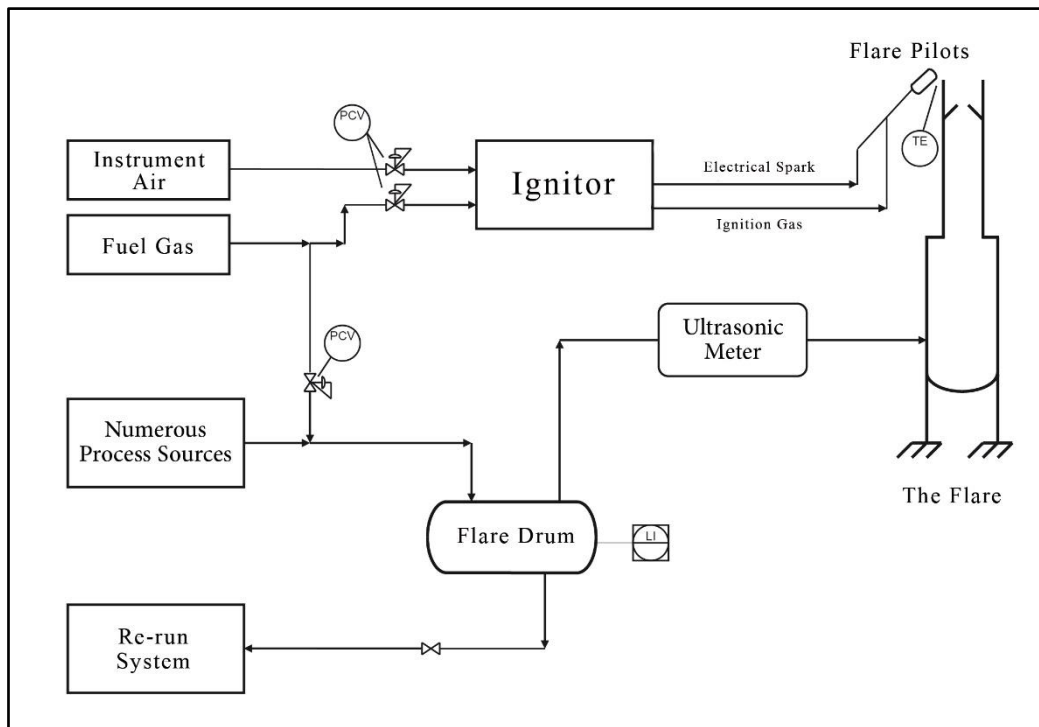 Flare Pilots
PCV
TE
Instrument
Air
Ignitor
Electrical Spark
Fuel Gas
Ignition Gas
PCV
Ultrasonic
Meter
Numerous
Process Sources
The Flare
Flare Drum
LI
Re-run
System